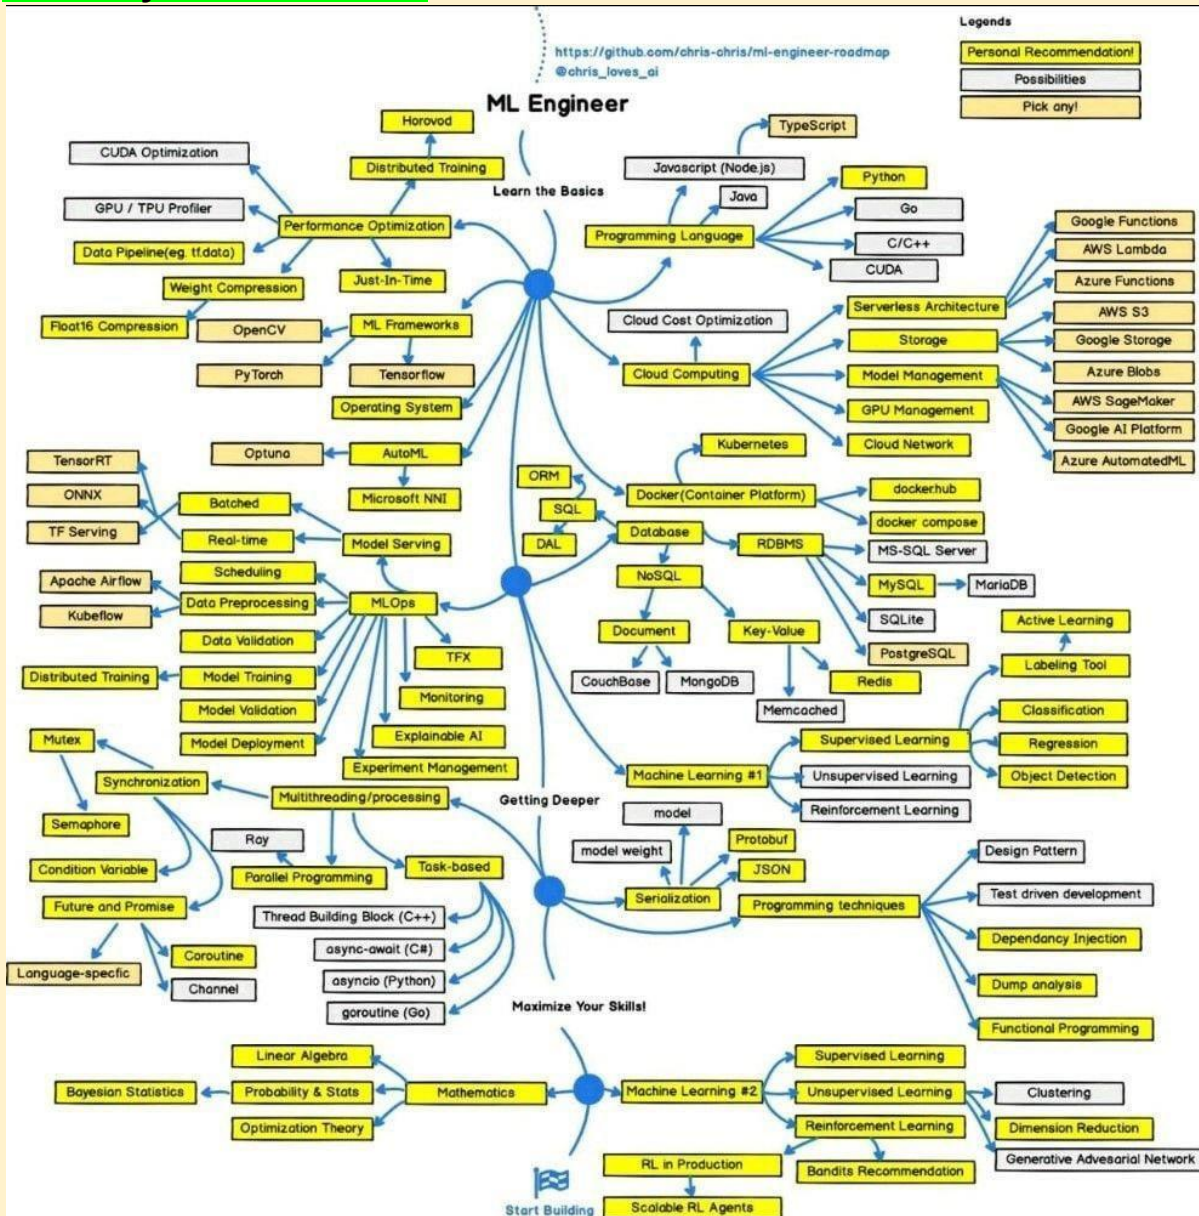 Legends
https://github.com/chris-chris/ml-engineer-roadmap
@chris_loves_ai
Personal Recommendation!
Possibilities
Pick any!
ML Engineer
Learn the Basics
Horovod
CUDA Optimization
Distributed Training
GPU / TPU Profiler
Performance Optimization
Data Pipeline(eg. tf.data)
Weight Compression
Just-In-Time
Float16 Compression
OpenCV
ML Frameworks
PyTorch
Tensorflow
Operating System
Optuna
AutoML
Microsoft NNI
TypeScript
Javascript (Node.js)
Java
Python
Programming Language
Go
C/C++
CUDA
Cloud Cost Optimization
Cloud Computing
Serverless Architecture
Storage
Model Management
GPU Management
Cloud Network
Google Functions
AWS Lambda
Azure Functions
AWS S3
Google Storage
Azure Blobs
AWS SageMaker
Google AI Platform
Azure AutomatedML
Kubernetes
Docker(Container Platform)
dockerhub
docker compose
ORM
SQL
DAL
Database
RDBMS
MS-SQL Server
MySQL
MariaDB
SQLite
PostgreSQL
NoSQL
Document
Key-Value
CouchBase
MongoDB
Redis
Memcached
TensorRT
ONNX
TF Serving
Batched
Real-time
Model Serving
Scheduling
Apache Airflow
Data Preprocessing
MLOps
Kubeflow
Data Validation
TFX
Distributed Training
Model Training
Monitoring
Model Validation
Model Deployment
Explainable AI
Experiment Management
Active Learning
Labeling Tool
Classification
Supervised Learning
Regression
Machine Learning #1
Unsupervised Learning
Object Detection
Reinforcement Learning
Getting Deeper
Mutex
Synchronization
Multithreading/processing
Semaphore
Ray
Condition Variable
Parallel Programming
Task-based
Future and Promise
Thread Building Block (C++)
async-await (C#)
Coroutine
Language-specfic
asyncio (Python)
Channel
goroutine (Go)
model
model weight
Protobuf
JSON
Serialization
Programming techniques
Design Pattern
Test driven development
Dependancy Injection
Dump analysis
Functional Programming
Maximize Your Skills!
Linear Algebra
Bayesian Statistics
Probability & Stats
Mathematics
Optimization Theory
Machine Learning #2
Supervised Learning
Unsupervised Learning
Clustering
Reinforcement Learning
Dimension Reduction
Generative Advesarial Network
RL in Production
Bandits Recommendation
Scalable RL Agents
Start Building